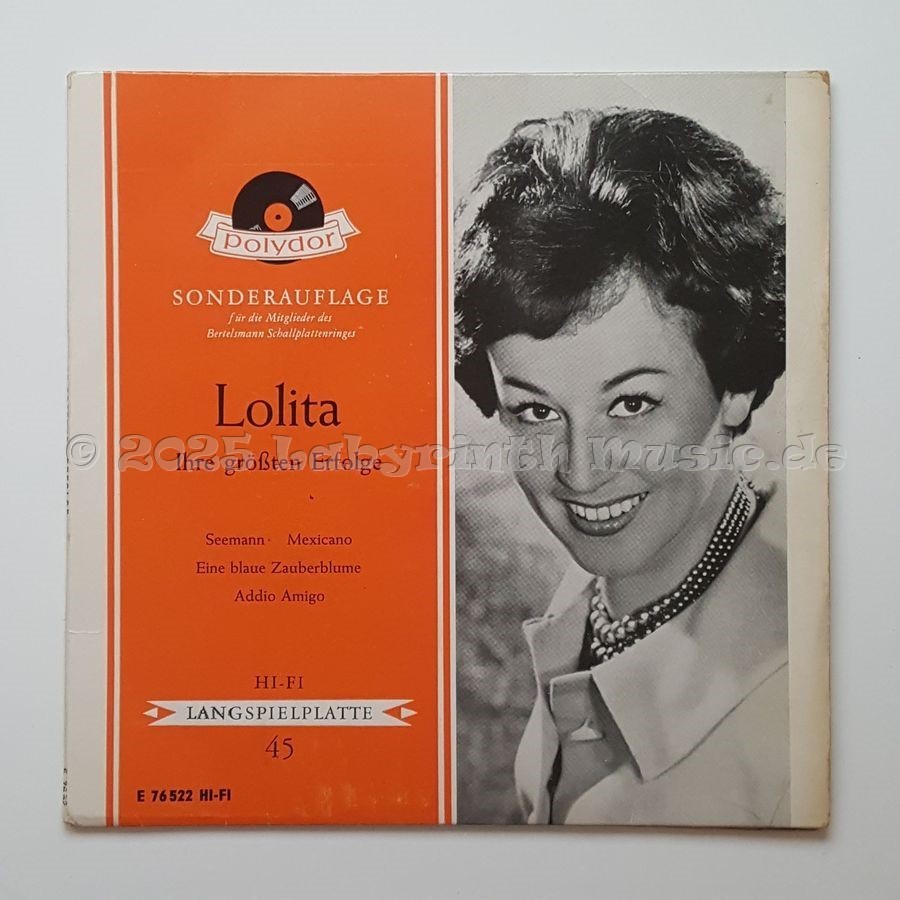 polydor
SONDERAUFLAGE
für die Mitglieder des
Bertelsmann Schallplattenringes
Lolita
© 2025 Labyrinth Music.de
Ihre größten Erfolge
Seemann · Mexicano
Eine blaue Zauberblume
Addio Amigo
HI-FI
LANGSPIELPLATTE
45
E 76522 HI-FI